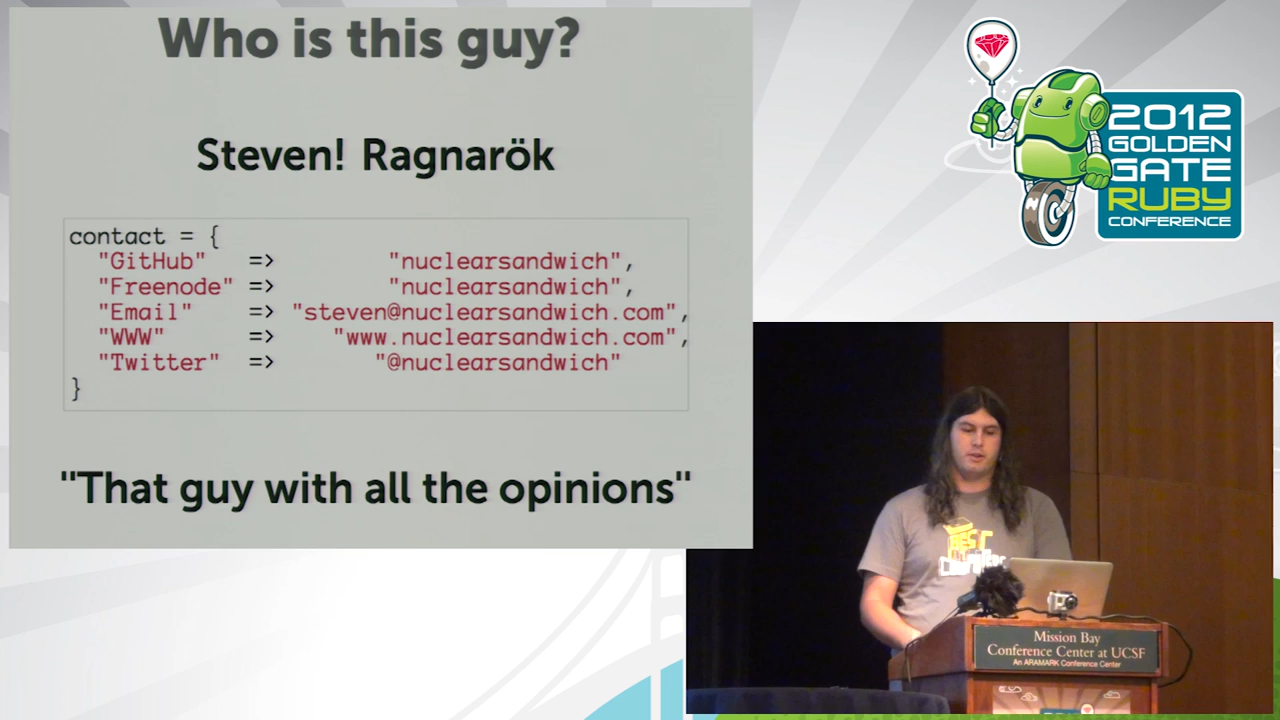 Who is this guy?
Steven! Ragnarök
contact = {
"GitHub" => "nuclearsandwich",
"Freenode" => "nuclearsandwich",
"Email" => "steven@nuclearsandwich.com",
"WWW" => "www.nuclearsandwich.com",
"Twitter" => "@nuclearsandwich"
}
"That guy with all the opinions"
2012
GOLDEN
GATE
RUBY
CONFERENCE
BEST
Mission Bay
Conference Center at UCSF
An ARAMARK Conference Center